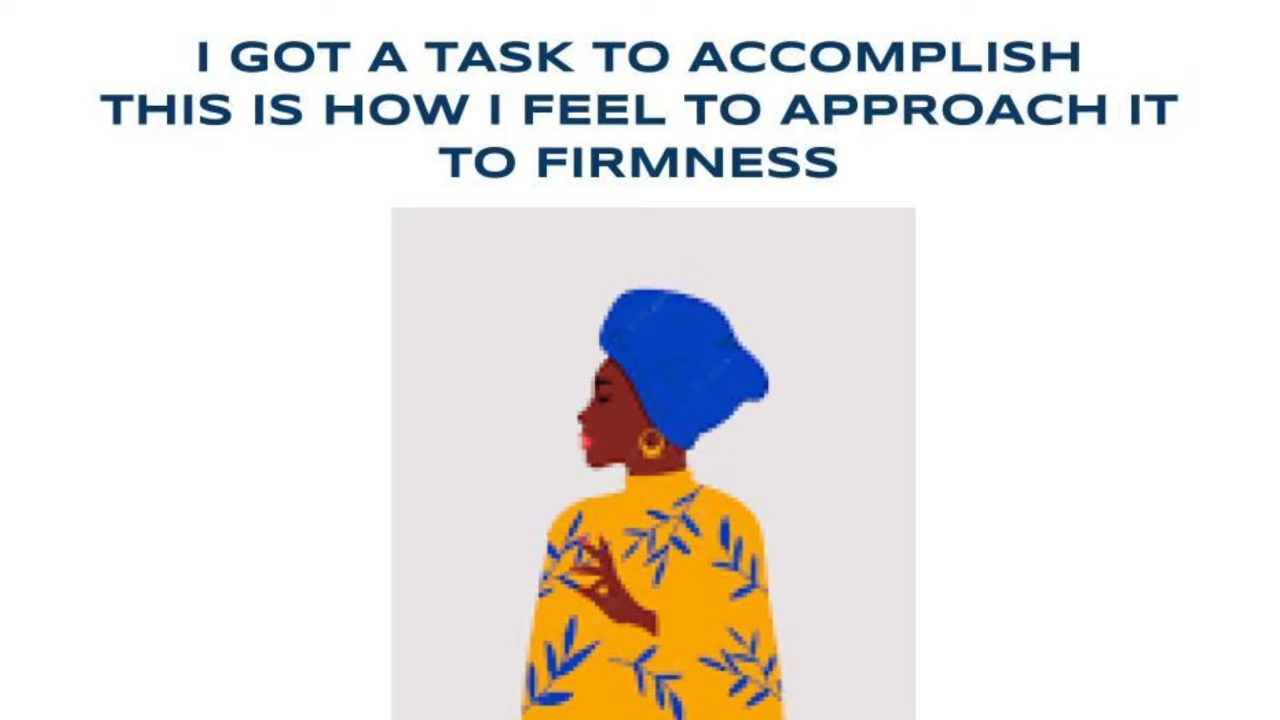 I GOT A TASK TO ACCOMPLISH
THIS IS HOW I FEEL TO APPROACH IT
TO FIRMNESS